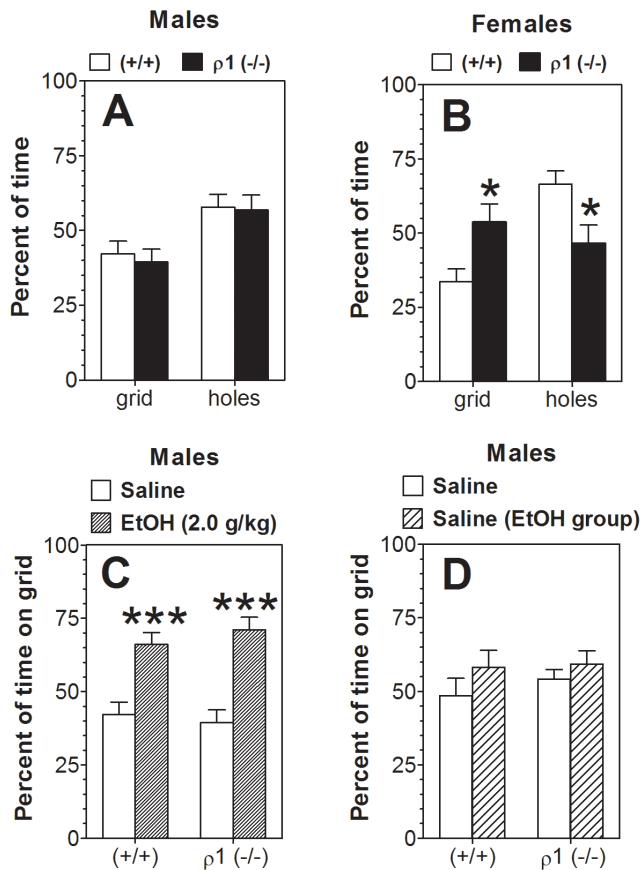 Males
(+/+) ρ1 (-/-)
A
Percent of time
100
75
50
25
0
grid holes
Females
(+/+) ρ1 (-/-)
B
Percent of time
100
75
50
25
0
* *
grid holes
Males
Saline
EtOH (2.0 g/kg)
C
Percent of time on grid
100
75
50
25
0
*** ***
(+/+) ρ1 (-/-)
Males
Saline
Saline (EtOH group)
D
Percent of time on grid
100
75
50
25
0
(+/+) ρ1 (-/-)